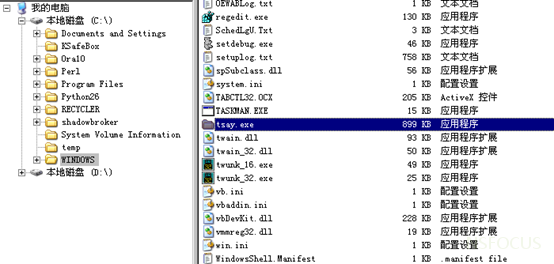 我的电脑
本地磁盘 (C:)
Documents and Settings
KSafeBox
Ora10
Perl
Program Files
Python26
RECYCLER
shadowbroker
System Volume Information
temp
WINDOWS
本地磁盘 (D:)
OEWABLog.txt 1 KB 文本文档
regedit.exe 130 KB 应用程序
SchedLgU.Txt 3 KB 文本文档
setdebug.exe 46 KB 应用程序
setuplog.txt 758 KB 文本文档
spSubclass.dll 56 KB 应用程序扩展
system.ini 1 KB 配置设置
TABCTL32.OCX 205 KB ActiveX 控件
TASKMAN.EXE 15 KB 应用程序
tsay.exe 899 KB 应用程序
twain.dll 93 KB 应用程序扩展
twain_32.dll 50 KB 应用程序扩展
twunk_16.exe 49 KB 应用程序
twunk_32.exe 25 KB 应用程序
vb.ini 1 KB 配置设置
vbaddin.ini 1 KB 配置设置
vbDevKit.dll 228 KB 应用程序扩展
vmmreg32.dll 19 KB 应用程序扩展
win.ini 1 KB 配置设置
WindowsShell.Manifest 1 KB .manifest file